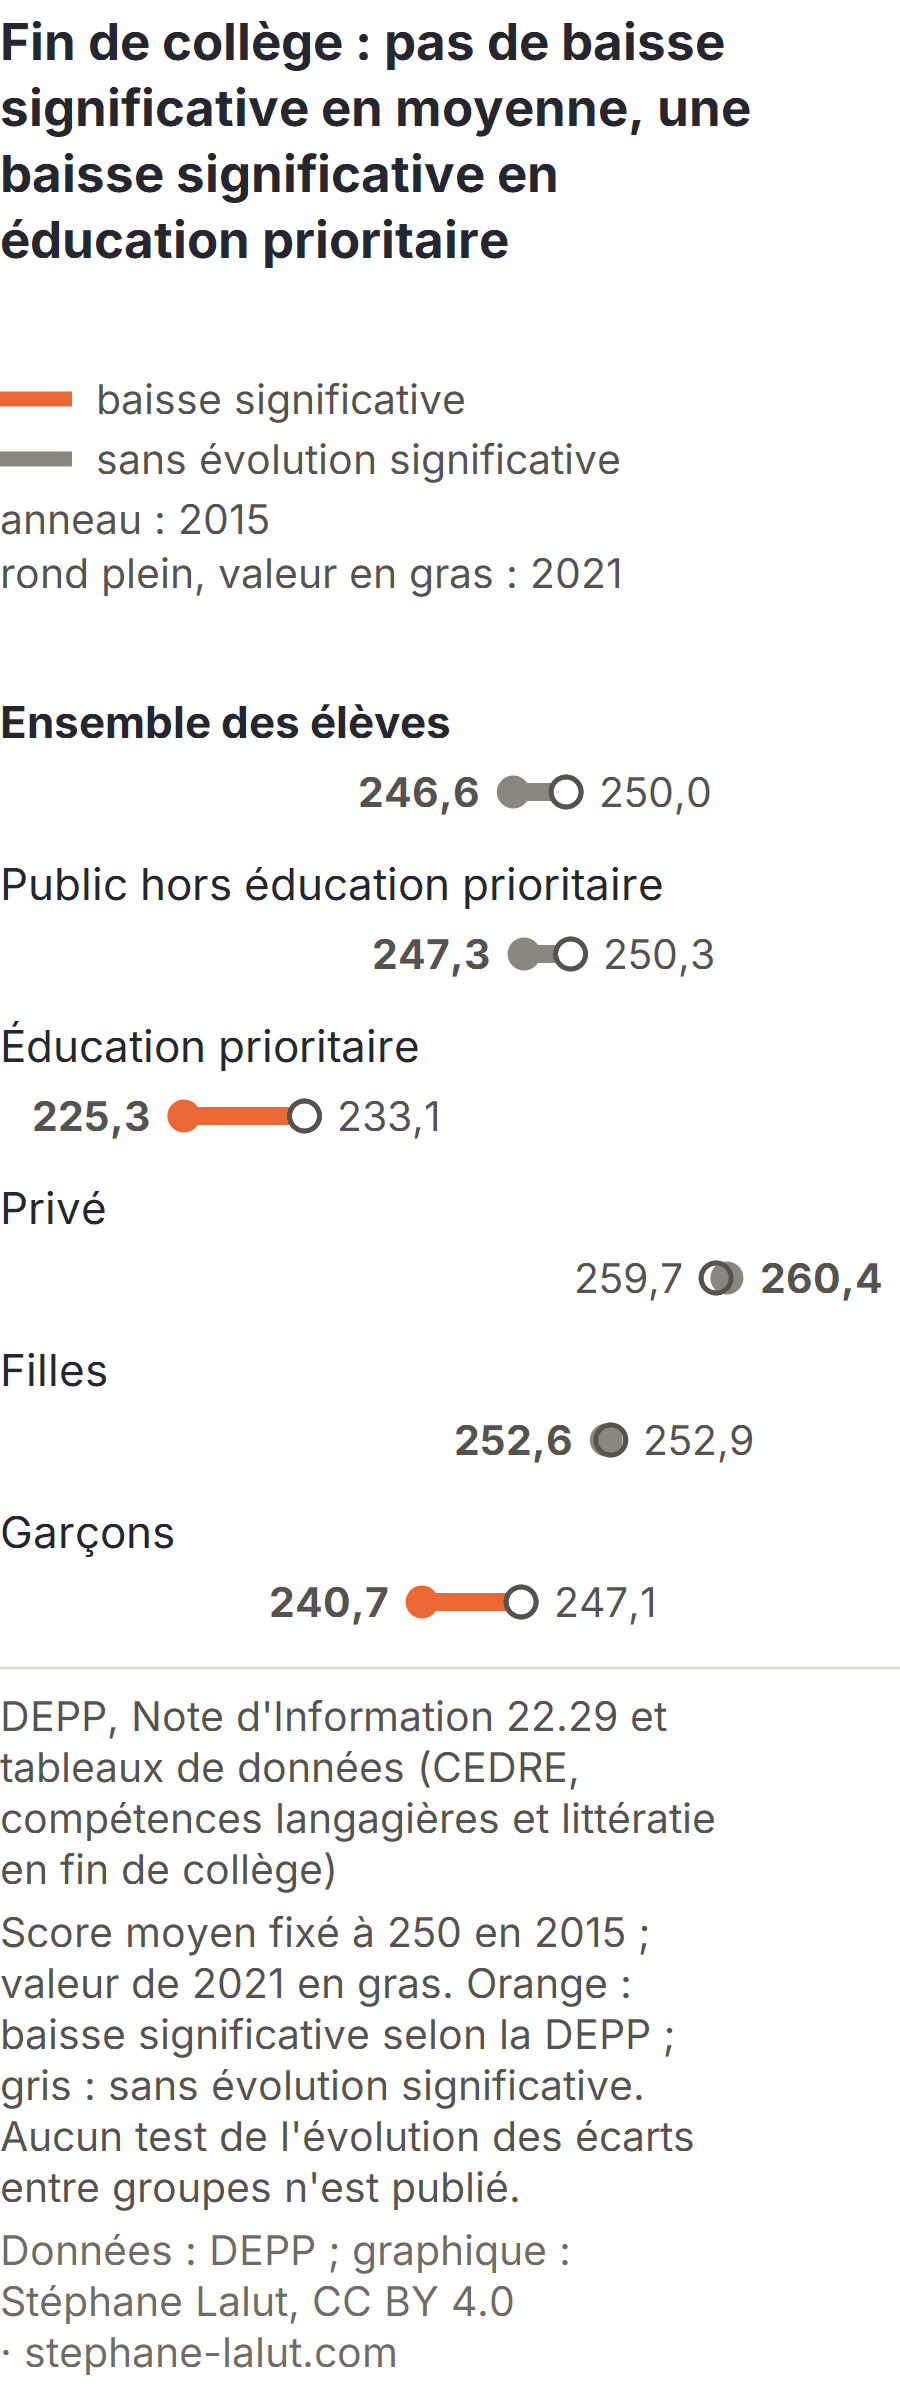 Fin de collège : pas de baisse
significative en moyenne, une
baisse significative en
éducation prioritaire
baisse significative
sans évolution significative
anneau : 2015
rond plein, valeur en gras : 2021
Ensemble des élèves
246,6 250,0
Public hors éducation prioritaire
247,3 250,3
Éducation prioritaire
225,3 233,1
Privé
259,7 260,4
Filles
252,6 252,9
Garçons
240,7 247,1
DEPP, Note d'Information 22.29 et
tableaux de données (CEDRE,
compétences langagières et littératie
en fin de collège)
Score moyen fixé à 250 en 2015 ;
valeur de 2021 en gras. Orange :
baisse significative selon la DEPP ;
gris : sans évolution significative.
Aucun test de l'évolution des écarts
entre groupes n'est publié.
Données : DEPP ; graphique :
Stéphane Lalut, CC BY 4.0
· stephane-lalut.com